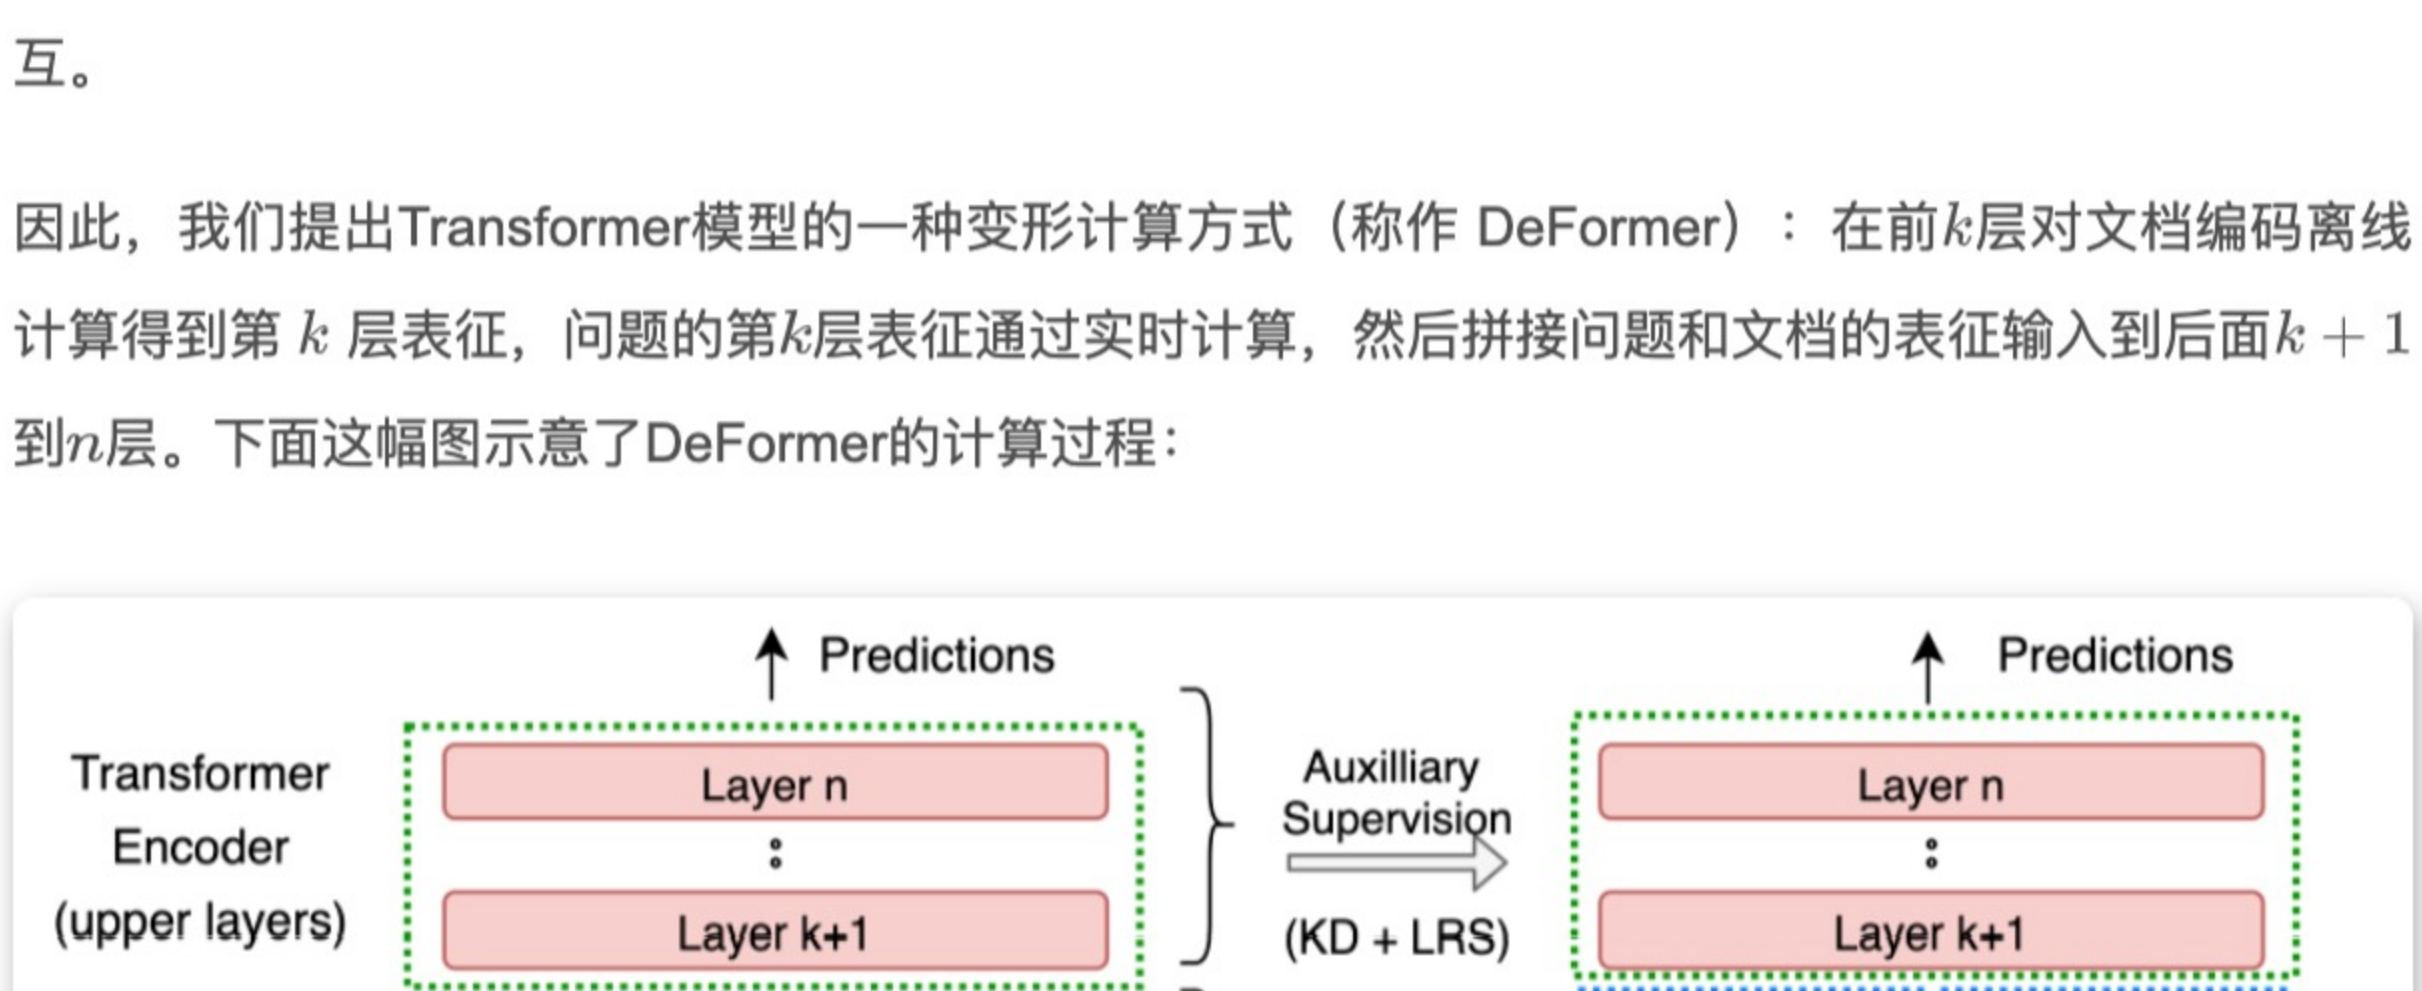 互。
因此，我们提出Transformer模型的一种变形计算方式（称作 DeFormer）：在前k层对文档编码离线
计算得到第 k 层表征，问题的第k层表征通过实时计算，然后拼接问题和文档的表征输入到后面k + 1
到n层。下面这幅图示意了DeFormer的计算过程：
Predictions
Predictions
Transformer
Encoder
(upper layers)
Layer n
Layer k+1
Auxilliary
Supervision
(KD + LRS)
Layer n
Layer k+1